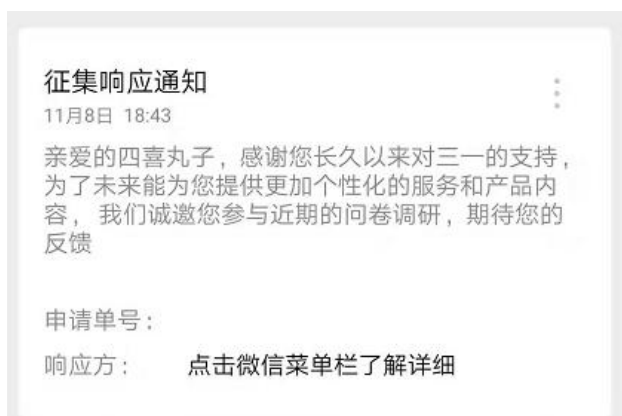 征集响应通知
11月8日 18:43
亲爱的四喜丸子，感谢您长久以来对三一的支持，
为了未来能为您提供更加个性化的服务和产品内
容， 我们诚邀您参与近期的问卷调研，期待您的
反馈
申请单号：
响应方： 点击微信菜单栏了解详细